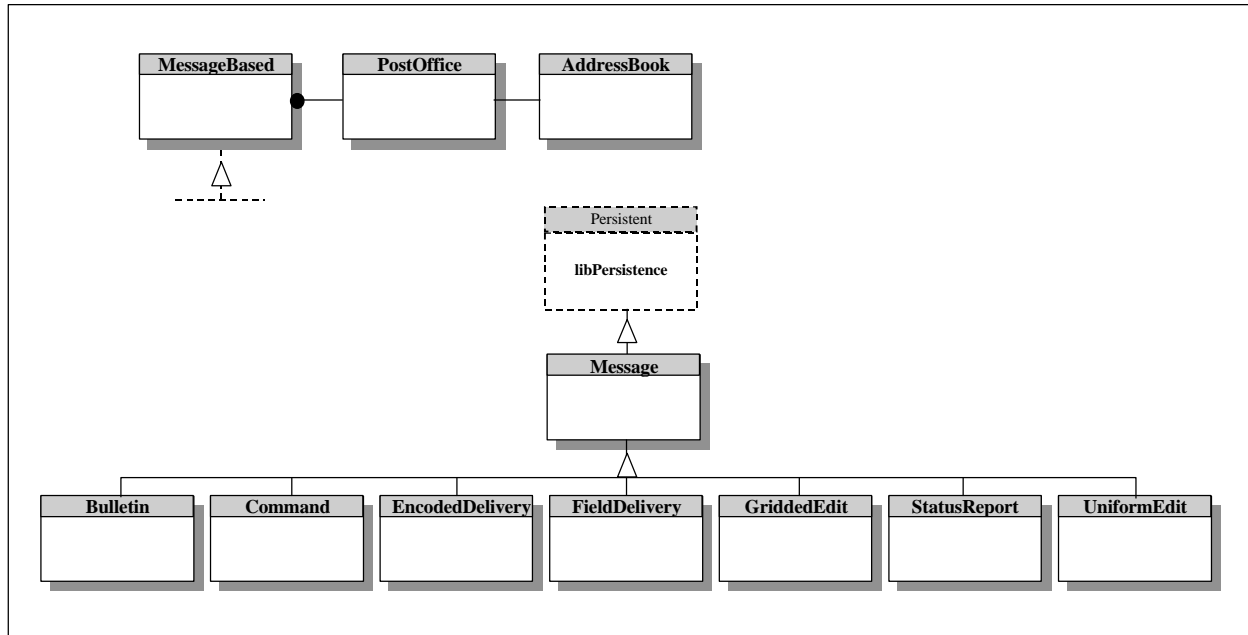 MessageBased
PostOffice
AddressBook
Persistent
libPersistence
Message
Bulletin
Command
EncodedDelivery
FieldDelivery
GriddedEdit
StatusReport
UniformEdit